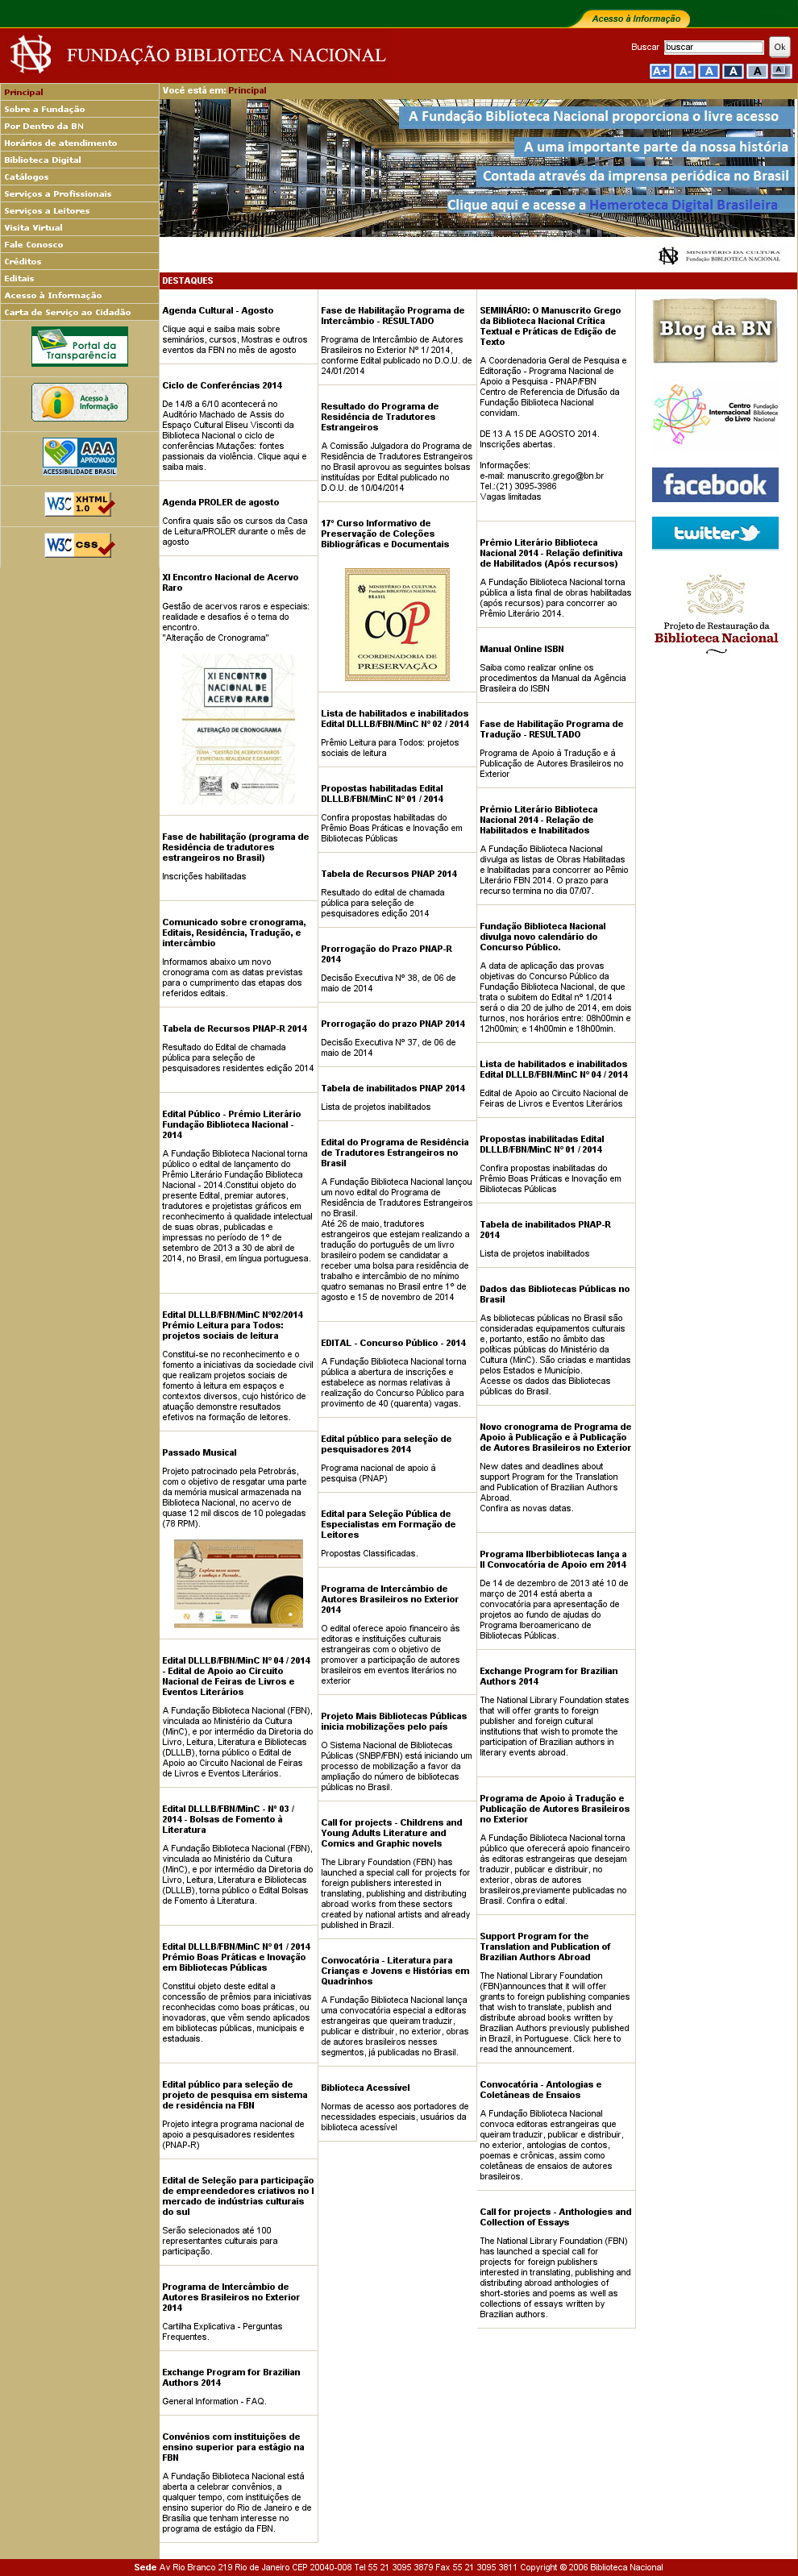 Acesso à Informação
FUNDAÇÃO BIBLIOTECA NACIONAL
Buscar
buscar
Ok
A+ A- A A A A
Principal
Sobre a Fundação
Por Dentro da BN
Horários de atendimento
Biblioteca Digital
Catálogos
Serviços a Profissionais
Serviços a Leitores
Visita Virtual
Fale Conosco
Créditos
Editais
Acesso à Informação
Carta de Serviço ao Cidadão
Portal da
Transparência
Acesso à
Informação
AAA
APROVADO
ACESSIBILIDADE BRASIL
W3C XHTML
1.0
W3C css
Você está em: Principal
A Fundação Biblioteca Nacional proporciona o livre acesso
A uma importante parte da nossa história
Contada através da imprensa periódica no Brasil
Clique aqui e acesse a Hemeroteca Digital Brasileira
MINISTÉRIO DA CULTURA
Fundação BIBLIOTECA NACIONAL
DESTAQUES
Agenda Cultural - Agosto
Clique aqui e saiba mais sobre
seminários, cursos, Mostras e outros
eventos da FBN no mês de agosto
Ciclo de Conferências 2014
De 14/8 a 6/10 acontecerá no
Auditório Machado de Assis do
Espaço Cultural Eliseu Visconti da
Biblioteca Nacional o ciclo de
conferências Mutações: fontes
passionais da violência. Clique aqui e
saiba mais.
Agenda PROLER de agosto
Confira quais são os cursos da Casa
de Leitura/PROLER durante o mês de
agosto
XI Encontro Nacional de Acervo
Raro
Gestão de acervos raros e especiais:
realidade e desafios é o tema do
encontro.
"Alteração de Cronograma"
XI ENCONTRO
NACIONAL DE
ACERVO RARO
ALTERAÇÃO DE CRONOGRAMA
TEMA - "GESTÃO DE ACERVOS RAROS
E ESPECIAIS: REALIDADE E DESAFIOS"
Fase de habilitação (programa de
Residência de tradutores
estrangeiros no Brasil)
Inscrições habilitadas
Comunicado sobre cronograma,
Editais, Residência, Tradução, e
intercâmbio
Informamos abaixo um novo
cronograma com as datas previstas
para o cumprimento das etapas dos
referidos editais.
Tabela de Recursos PNAP-R 2014
Resultado do Edital de chamada
pública para seleção de
pesquisadores residentes edição 2014
Edital Público - Prémio Literàrio
Fundação Biblioteca Nacional -
2014
A Fundação Biblioteca Nacional torna
público o edital de lançamento do
Prêmio Literário Fundação Biblioteca
Nacional - 2014.Constitui objeto do
presente Edital, premiar autores,
tradutores e projetistas gráficos em
reconhecimento à qualidade intelectual
de suas obras, publicadas e
impressas no período de 1º de
setembro de 2013 a 30 de abril de
2014, no Brasil, em língua portuguesa.
Edital DLLLB/FBN/MinC Nº02/2014
Prêmio Leitura para Todos:
projetos sociais de leitura
Constitui-se no reconhecimento e o
fomento a iniciativas da sociedade civil
que realizam projetos sociais de
fomento à leitura em espaços e
contextos diversos, cujo histórico de
atuação demonstre resultados
efetivos na formação de leitores.
Passado Musical
Projeto patrocinado pela Petrobrás,
com o objetivo de resgatar uma parte
da memória musical armazenada na
Biblioteca Nacional, no acervo de
quase 12 mil discos de 10 polegadas
(78 RPM).
Edital DLLLB/FBN/MinC Nº 04 / 2014
- Edital de Apoio ao Circuito
Nacional de Feiras de Livros e
Eventos Literários
A Fundação Biblioteca Nacional (FBN),
vinculada ao Ministério da Cultura
(MinC), e por intermédio da Diretoria do
Livro, Leitura, Literatura e Bibliotecas
(DLLLB), torna público o Edital de
Apoio ao Circuito Nacional de Feiras
de Livros e Eventos Literários.
Edital DLLLB/FBN/MinC - Nº 03 /
2014 - Bolsas de Fomento à
Literatura
A Fundação Biblioteca Nacional (FBN),
vinculada ao Ministério da Cultura
(MinC), e por intermédio da Diretoria do
Livro, Leitura, Literatura e Bibliotecas
(DLLLB), torna público o Edital Bolsas
de Fomento à Literatura.
Edital DLLLB/FBN/MinC Nº 01 / 2014
Prémio Boas Práticas e Inovação
em Bibliotecas Públicas
Constitui objeto deste edital a
concessão de prêmios para iniciativas
reconhecidas como boas práticas, ou
inovadoras, que vêm sendo aplicados
em bibliotecas públicas, municipais e
estaduais.
Edital público para seleção de
projeto de pesquisa em sistema
de residência na FBN
Projeto integra programa nacional de
apoio a pesquisadores residentes
(PNAP-R)
Edital de Seleção para participação
de empreendedores criativos no I
mercado de indústrias culturais
do sul
Serão selecionados até 100
representantes culturais para
participação.
Programa de Intercâmbio de
Autores Brasileiros no Exterior
2014
Cartilha Explicativa - Perguntas
Frequentes.
Exchange Program for Brazilian
Authors 2014
General Information - FAQ.
Convênios com instituições de
ensino superior para estágio na
FBN
A Fundação Biblioteca Nacional está
aberta a celebrar convênios, a
qualquer tempo, com instituições de
ensino superior do Rio de Janeiro e de
Brasília que tenham interesse no
programa de estágio da FBN.
Fase de Habilitação Programa de
Intercâmbio - RESULTADO
Programa de Intercâmbio de Autores
Brasileiros no Exterior Nº 1/ 2014,
conforme Edital publicado no D.O.U. de
24/01/2014
Resultado do Programa de
Residência de Tradutores
Estrangeiros
A Comissão Julgadora do Programa de
Residência de Tradutores Estrangeiros
no Brasil aprovou as seguintes bolsas
instituídas por Edital publicado no
D.O.U. de 10/04/2014
17º Curso Informativo de
Preservação de Coleções
Bibliográficas e Documentais
MINISTÉRIO DA CULTURA
Fundação BIBLIOTECA NACIONAL
BRASIL
COP
COORDENADORIA DE
PRESERVAÇÃO
Lista de habilitados e inabilitados
Edital DLLLB/FBN/MinC Nº 02 / 2014
Prêmio Leitura para Todos: projetos
sociais de leitura
Propostas habilitadas Edital
DLLLB/FBN/MinC Nº 01 / 2014
Confira propostas habilitadas do
Prêmio Boas Práticas e Inovação em
Bibliotecas Públicas
Tabela de Recursos PNAP 2014
Resultado do edital de chamada
pública para seleção de
pesquisadores edição 2014
Prorrogação do Prazo PNAP-R
2014
Decisão Executiva Nº 38, de 06 de
maio de 2014
Prorrogação do prazo PNAP 2014
Decisão Executiva Nº 37, de 06 de
maio de 2014
Tabela de inabilitados PNAP 2014
Lista de projetos inabilitados
Edital do Programa de Residência
de Tradutores Estrangeiros no
Brasil
A Fundação Biblioteca Nacional lançou
um novo edital do Programa de
Residência de Tradutores Estrangeiros
no Brasil.
Até 26 de maio, tradutores
estrangeiros que estejam realizando a
tradução do português de um livro
brasileiro podem se candidatar a
receber uma bolsa para residência de
trabalho e intercâmbio de no mínimo
quatro semanas no Brasil entre 1º de
agosto e 15 de novembro de 2014
EDITAL - Concurso Público - 2014
A Fundação Biblioteca Nacional torna
pública a abertura de inscrições e
estabelece as normas relativas á
realização do Concurso Público para
provimento de 40 (quarenta) vagas.
Edital público para seleção de
pesquisadores 2014
Programa nacional de apoio á
pesquisa (PNAP)
Edital para Seleção Pública de
Especialistas em Formação de
Leitores
Propostas Classificadas.
Programa de Intercâmbio de
Autores Brasileiros no Exterior
2014
O edital oferece apoio financeiro às
editoras e instituições culturais
estrangeiras com o objetivo de
promover a participação de autores
brasileiros em eventos literários no
exterior
Projeto Mais Bibliotecas Públicas
inicia mobilizações pelo país
O Sistema Nacional de Bibliotecas
Públicas (SNBP/FBN) está iniciando um
processo de mobilização a favor da
ampliação do número de bibliotecas
públicas no Brasil.
Call for projects - Childrens and
Young Adults Literature and
Comics and Graphic novels
The Library Foundation (FBN) has
launched a special call for projects for
foreign publishers interested in
translating, publishing and distributing
abroad works from these sectors
created by national artists and already
published in Brazil.
Convocatória - Literatura para
Crianças e Jovens e Histórias em
Quadrinhos
A Fundação Biblioteca Nacional lança
uma convocatória especial a editoras
estrangeiras que queiram traduzir,
publicar e distribuir, no exterior, obras
de autores brasileiros nesses
segmentos, já publicadas no Brasil.
Biblioteca Acessível
Normas de acesso aos portadores de
necessidades especiais, usuários da
biblioteca acessível
SEMINÁRIO: O Manuscrito Grego
da Biblioteca Nacional Crítica
Textual e Práticas de Edição de
Texto
A Coordenadoria Geral de Pesquisa e
Editoração - Programa Nacional de
Apoio a Pesquisa - PNAP/FBN
Centro de Referencia de Difusão da
Fundação Biblioteca Nacional
convidam.
DE 13 A 15 DE AGOSTO 2014.
Inscrições abertas.
Informações:
e-mail: manuscrito.grego@bn.br
Tel.:(21) 3095-3986
Vagas limitadas
Prémio Literário Biblioteca
Nacional 2014 - Relação definitiva
de Habilitados (Após recursos)
A Fundação Biblioteca Nacional torna
pública a lista final de obras habilitadas
(após recursos) para concorrer ao
Prêmio Literário 2014.
Manual Online ISBN
Saiba como realizar online os
procedimentos da Manual da Agência
Brasileira do ISBN
Fase de Habilitação Programa de
Tradução - RESULTADO
Programa de Apoio á Tradução e á
Publicação de Autores Brasileiros no
Exterior
Prémio Literàrio Biblioteca
Nacional 2014 - Relação de
Habilitados e Inabilitados
A Fundação Biblioteca Nacional
divulga as listas de Obras Habilitadas
e Inabilitadas para concorrer ao Pêmio
Literário FBN 2014. O prazo para
recurso termina no dia 07/07.
Fundação Biblioteca Nacional
divulga novo calendário do
Concurso Público.
A data de aplicação das provas
objetivas do Concurso Público da
Fundação Biblioteca Nacional, de que
trata o subitem do Edital nº 1/2014
será o dia 20 de julho de 2014, em dois
turnos, nos horários entre: 08h00min e
12h00min; e 14h00min e 18h00min.
Lista de habilitados e inabilitados
Edital DLLLB/FBN/MinC Nº 04 / 2014
Edital de Apoio ao Circuito Nacional de
Feiras de Livros e Eventos Literários
Propostas inabilitadas Edital
DLLLB/FBN/MinC Nº 01 / 2014
Confira propostas inabilitadas do
Prêmio Boas Práticas e Inovação em
Bibliotecas Públicas
Tabela de inabilitados PNAP-R
2014
Lista de projetos inabilitados
Dados das Bibliotecas Públicas no
Brasil
As bibliotecas públicas no Brasil são
consideradas equipamentos culturais
e, portanto, estão no âmbito das
políticas públicas do Ministério da
Cultura (MinC). São criadas e mantidas
pelos Estados e Município.
Acesse os dados das Bibliotecas
públicas do Brasil.
Novo cronograma de Programa de
Apoio à Publicação e à Publicação
de Autores Brasileiros no Exterior
New dates and deadlines about
support Program for the Translation
and Publication of Brazilian Authors
Abroad.
Confira as novas datas.
Programa IIberbibliotecas lança a
II Convocatória de Apoio em 2014
De 14 de dezembro de 2013 até 10 de
março de 2014 está aberta a
convocatória para apresentação de
projetos ao fundo de ajudas do
Programa Iberoamericano de
Bibliotecas Públicas.
Exchange Program for Brazilian
Authors 2014
The National Library Foundation states
that will offer grants to foreign
publisher and foreign cultural
institutions that wish to promote the
participation of Brazilian authors in
literary events abroad.
Programa de Apoio à Tradução e
Publicação de Autores Brasileiros
no Exterior
A Fundação Biblioteca Nacional torna
público que oferecerá apoio financeiro
às editoras estrangeiras que desejam
traduzir, publicar e distribuir, no
exterior, obras de autores
brasileiros,previamente publicadas no
Brasil. Confira o edital.
Support Program for the
Translation and Publication of
Brazilian Authors Abroad
The National Library Foundation
(FBN)announces that it will offer
grants to foreign publishing companies
that wish to translate, publish and
distribute abroad books written by
Brazilian Authors previously published
in Brazil, in Portuguese. Click here to
read the announcement.
Convocatória - Antologias e
Coletâneas de Ensaios
A Fundação Biblioteca Nacional
convoca editoras estrangeiras que
queiram traduzir, publicar e distribuir,
no exterior, antologias de contos,
poemas e crônicas, assim como
coletâneas de ensaios de autores
brasileiros.
Call for projects - Anthologies and
Collection of Essays
The National Library Foundation (FBN)
has launched a special call for
projects for foreign publishers
interested in translating, publishing and
distributing abroad anthologies of
short-stories and poems as well as
collections of essays written by
Brazilian authors.
Blog da BN
Centro
Internacional
do Livro
Fundação
Biblioteca
Nacional
facebook
twitter
Projeto de Restauração da
Biblioteca Nacional
Sede Av Rio Branco 219 Rio de Janeiro CEP 20040-008 Tel 55 21 3095 3879 Fax 55 21 3095 3811 Copyright © 2006 Biblioteca Nacional